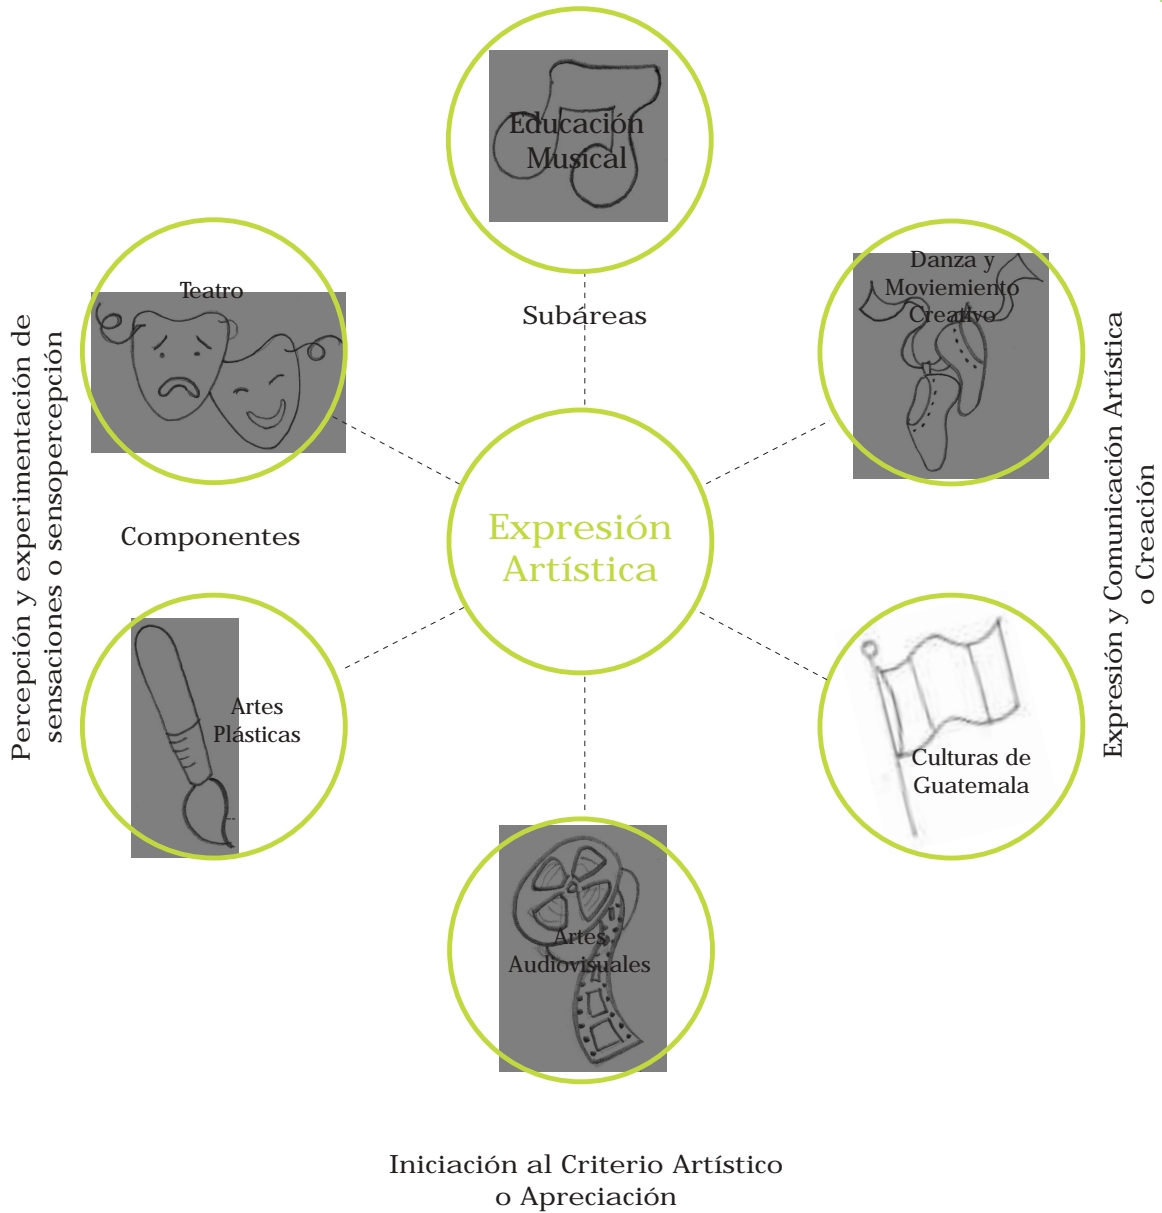 Educación
Musical
Subáreas
Teatro
Danza y
Moviemiento
Creativo
Percepción y experimentación de
sensaciones o sensopercepción
Componentes
Expresión
Artística
Expresión y Comunicación Artística
o Creación
Artes
Plásticas
Culturas de
Guatemala
Artes
Audiovisuales
Iniciación al Criterio Artístico
o Apreciación